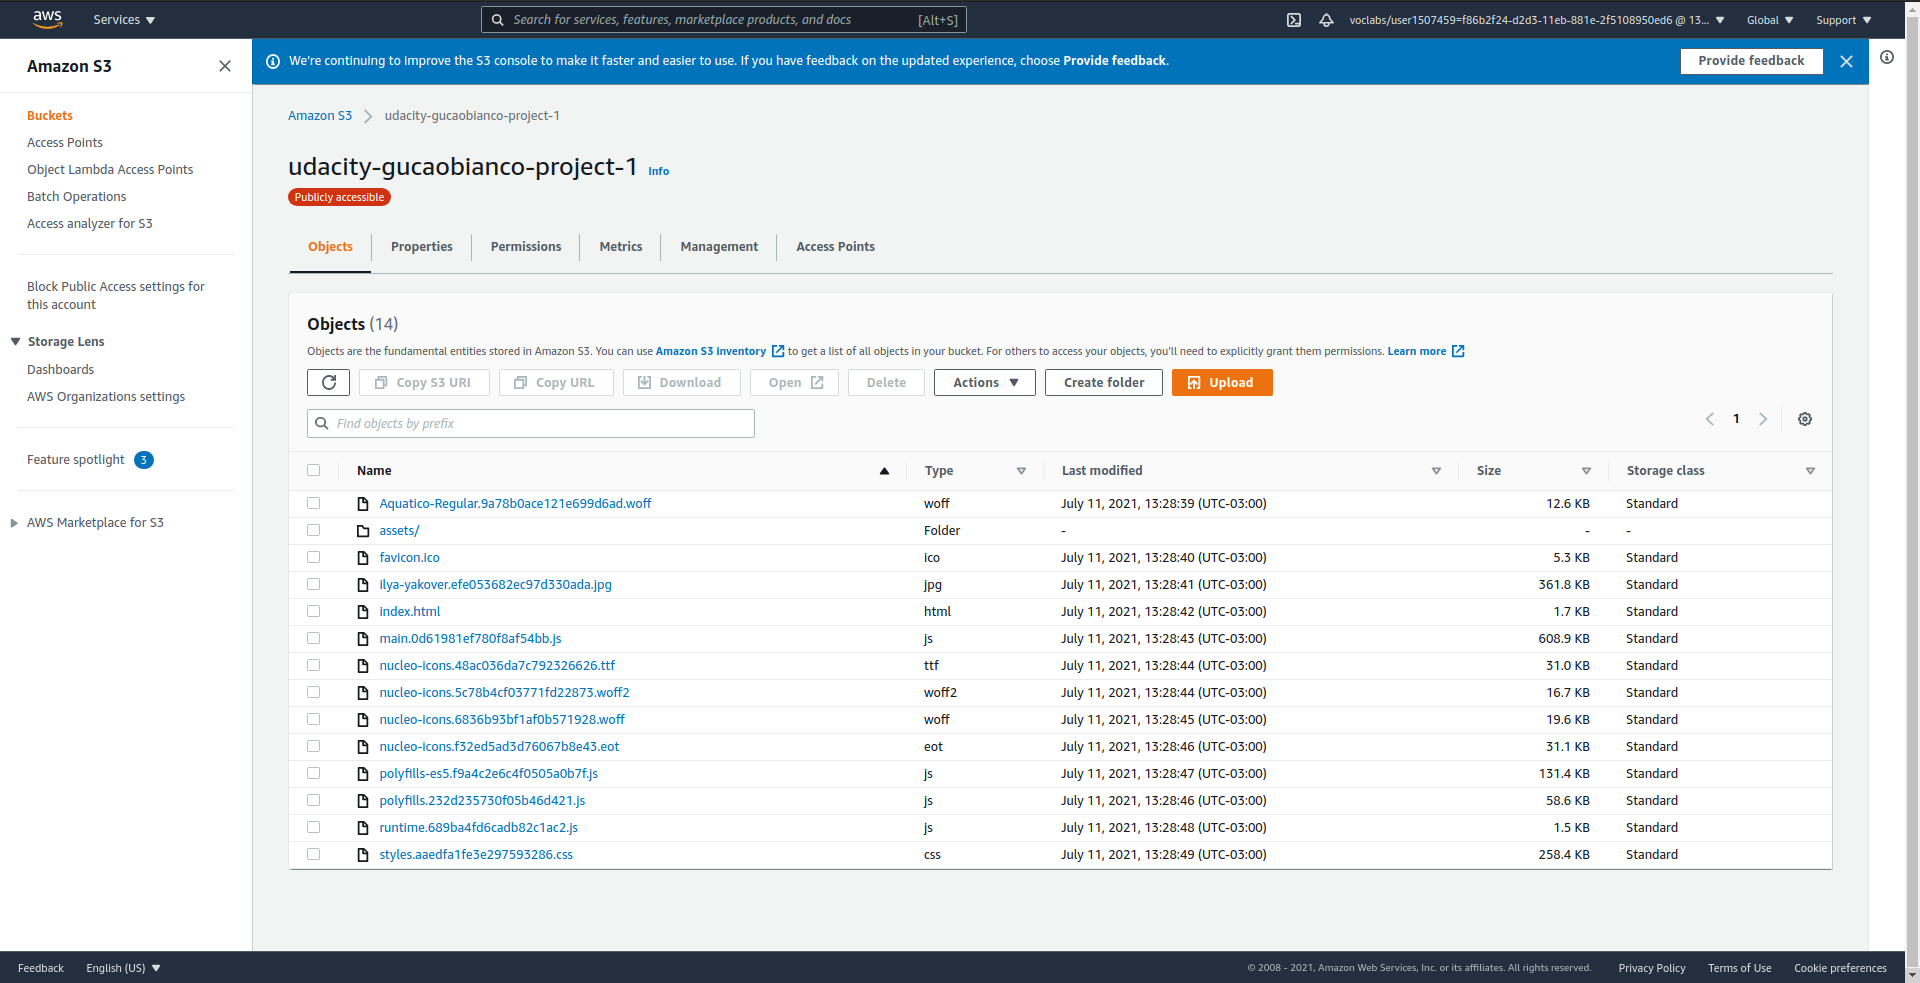 aws Services Search for services, features, marketplace products, and docs [Alt+S] voclabs/user1507459=f86b2f24-d2d3-11eb-881e-2f5108950ed6 @ 13... Global Support
Amazon S3
We're continuing to improve the S3 console to make it faster and easier to use. If you have feedback on the updated experience, choose Provide feedback. Provide feedback
Buckets
Access Points
Object Lambda Access Points
Batch Operations
Access analyzer for S3
Block Public Access settings for
this account
Storage Lens
Dashboards
AWS Organizations settings
Feature spotlight 3
AWS Marketplace for S3
Amazon S3 udacity-gucaobianco-project-1
udacity-gucaobianco-project-1 Info
Publicly accessible
Objects Properties Permissions Metrics Management Access Points
Objects (14)
Objects are the fundamental entities stored in Amazon S3. You can use Amazon S3 inventory to get a list of all objects in your bucket. For others to access your objects, you'll need to explicitly grant them permissions. Learn more
Copy S3 URI Copy URL Download Open Delete Actions Create folder Upload
Find objects by prefix 1
Name Type Last modified Size Storage class
Aquatico-Regular.9a78b0ace121e699d6ad.woff woff July 11, 2021, 13:28:39 (UTC-03:00) 12.6 KB Standard
assets/ Folder - - -
favicon.ico ico July 11, 2021, 13:28:40 (UTC-03:00) 5.3 KB Standard
ilya-yakover.efe053682ec97d330ada.jpg jpg July 11, 2021, 13:28:41 (UTC-03:00) 361.8 KB Standard
index.html html July 11, 2021, 13:28:42 (UTC-03:00) 1.7 KB Standard
main.0d61981ef780f8af54bb.js js July 11, 2021, 13:28:43 (UTC-03:00) 608.9 KB Standard
nucleo-icons.48ac036da7c792326626.ttf ttf July 11, 2021, 13:28:44 (UTC-03:00) 31.0 KB Standard
nucleo-icons.5c78b4cf03771fd22873.woff2 woff2 July 11, 2021, 13:28:44 (UTC-03:00) 16.7 KB Standard
nucleo-icons.6836b93bf1af0b571928.woff woff July 11, 2021, 13:28:45 (UTC-03:00) 19.6 KB Standard
nucleo-icons.f32ed5ad3d76067b8e43.eot eot July 11, 2021, 13:28:46 (UTC-03:00) 31.1 KB Standard
polyfills-es5.f9a4c2e6c4f0505a0b7f.js js July 11, 2021, 13:28:47 (UTC-03:00) 131.4 KB Standard
polyfills.232d235730f05b46d421.js js July 11, 2021, 13:28:46 (UTC-03:00) 58.6 KB Standard
runtime.689ba4fd6cadb82c1ac2.js js July 11, 2021, 13:28:48 (UTC-03:00) 1.5 KB Standard
styles.aaedfa1fe3e297593286.css css July 11, 2021, 13:28:49 (UTC-03:00) 258.4 KB Standard
Feedback English (US) © 2008 - 2021, Amazon Web Services, Inc. or its affiliates. All rights reserved. Privacy Policy Terms of Use Cookie preferences